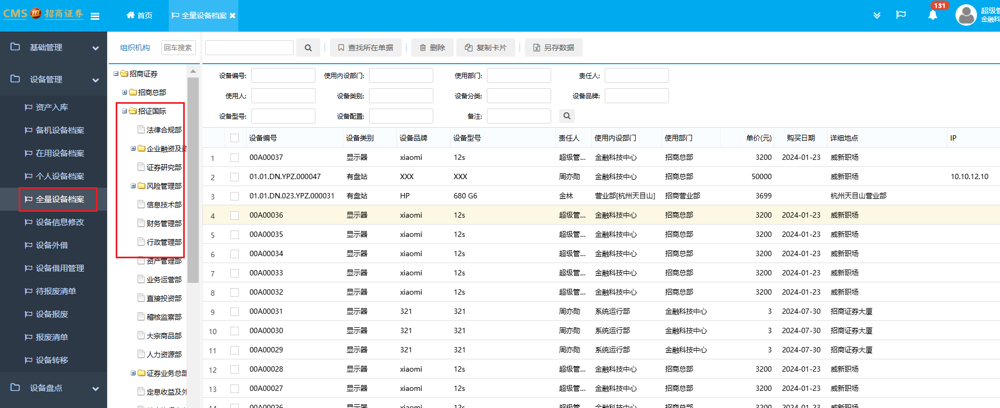 CMS 招商证券
首页
全量设备档案
131
超级管
金融科
基础管理
设备管理
资产入库
备机设备档案
在用设备档案
个人设备档案
全量设备档案
设备信息修改
设备外借
设备借用管理
待报废清单
设备报废
报废清单
设备转移
设备盘点
组织机构 回车搜索
招商证券
招商总部
招证国际
法律合规部
企业融资及资
证券研究部
风险管理部
信息技术部
财务管理部
行政管理部
资产管理部
业务运营部
直接投资部
稽核监察部
大宗商品部
人力资源部
证券业务总部
定息收益及外
查找所在单据 删除 复制卡片 另存数据
设备编号: 使用内设部门: 使用部门: 责任人:
使用人: 设备类别: 设备分类: 设备品牌:
设备型号: 设备配置: 备注:
设备编号 设备类别 设备品牌 设备型号 责任人 使用内设部门 使用部门 单价(元) 购买日期 详细地点 IP
1 00A00037 显示器 xiaomi 12s 超级管... 金融科技中心 招商总部 3200 2024-01-23 威新职场
2 01.01.DN.YPZ.000047 有盘站 XXX XXX 周亦勋 金融科技中心 招商总部 50000 威新职场 10.10.12.10
3 01.01.DN.023.YPZ.000031 有盘站 HP 680 G6 金林 营业部[杭州天目山] 招商营业部 3699 杭州天目山营业部
4 00A00036 显示器 xiaomi 12s 超级管... 金融科技中心 招商总部 3200 2024-01-23 威新职场
5 00A00035 显示器 xiaomi 12s 超级管... 金融科技中心 招商总部 3200 2024-01-23 威新职场
6 00A00034 显示器 xiaomi 12s 超级管... 金融科技中心 招商总部 3200 2024-01-23 威新职场
7 00A00033 显示器 xiaomi 12s 超级管... 金融科技中心 招商总部 3200 2024-01-23 威新职场
8 00A00032 显示器 xiaomi 12s 超级管... 金融科技中心 招商总部 3200 2024-01-23 威新职场
9 00A00031 显示器 321 321 周亦勋 系统运行部 金融科技中心 3 2024-07-30 招商证券大厦
10 00A00030 显示器 321 321 周亦勋 系统运行部 金融科技中心 3 2024-07-30 招商证券大厦
11 00A00029 显示器 321 321 周亦勋 系统运行部 金融科技中心 3 2024-07-30 招商证券大厦
12 00A00028 显示器 xiaomi 12s 超级管... 金融科技中心 招商总部 3200 2024-01-23 威新职场
13 00A00027 显示器 xiaomi 12s 超级管... 金融科技中心 招商总部 3200 2024-01-23 威新职场
14 00A00026 显示器 xiaomi 12s 超级管... 金融科技中心 招商总部 3200 2024-01-23 威新职场